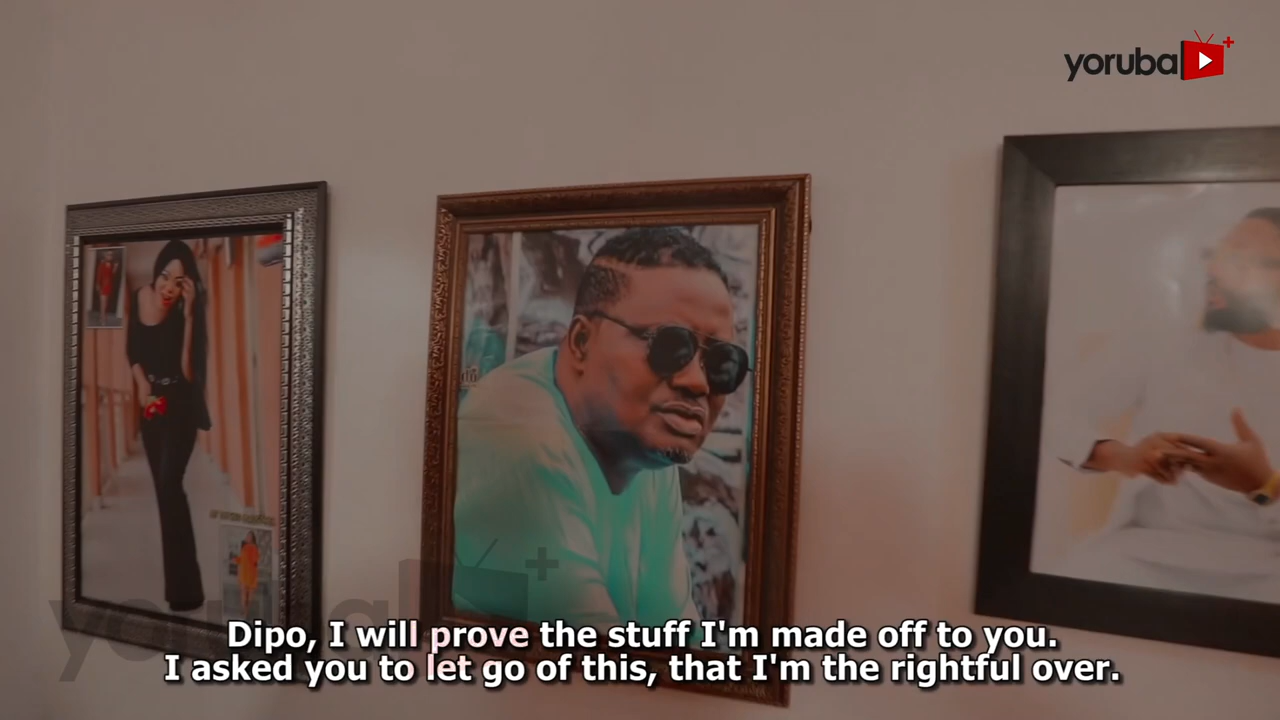 yoruba
Dipo, I will prove the stuff I'm made off to you.
I asked you to let go of this, that I'm the rightful over.